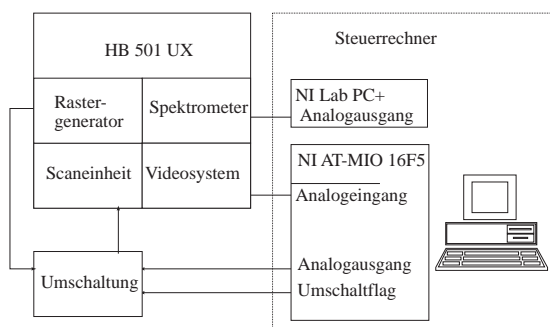 HB 501 UX
Steuerrechner
Raster-
generator
Spektrometer
NI Lab PC+
Analogausgang
Scaneinheit
Videosystem
NI AT-MIO 16F5
Analogeingang
Umschaltung
Analogausgang
Umschaltflag